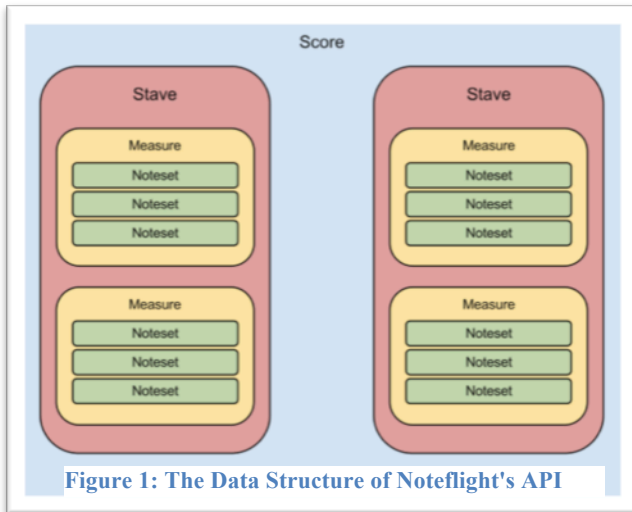 Score
Stave
Measure
Noteset
Noteset
Noteset
Measure
Noteset
Noteset
Noteset
Stave
Measure
Noteset
Noteset
Noteset
Measure
Noteset
Noteset
Noteset
Figure 1: The Data Structure of Noteflight's API